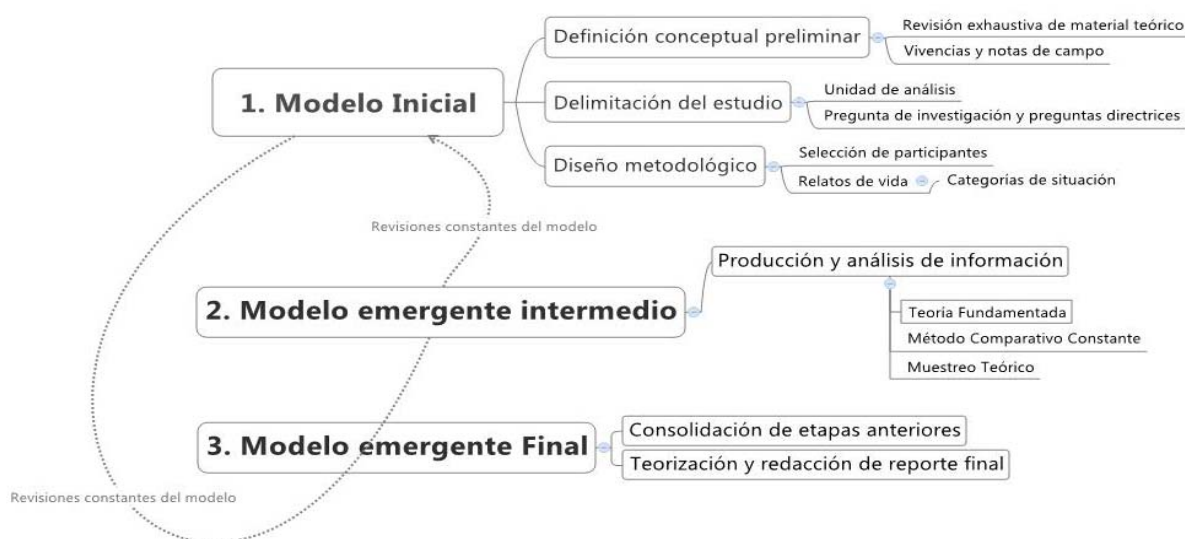 1. Modelo Inicial
Definición conceptual preliminar
Revisión exhaustiva de material teórico
Vivencias y notas de campo
Delimitación del estudio
Unidad de análisis
Pregunta de investigación y preguntas directrices
Diseño metodológico
Selección de participantes
Relatos de vida
Categorías de situación
Revisiones constantes del modelo
2. Modelo emergente intermedio
Producción y análisis de información
Teoría Fundamentada
Método Comparativo Constante
Muestreo Teórico
3. Modelo emergente Final
Consolidación de etapas anteriores
Teorización y redacción de reporte final
Revisiones constantes del modelo